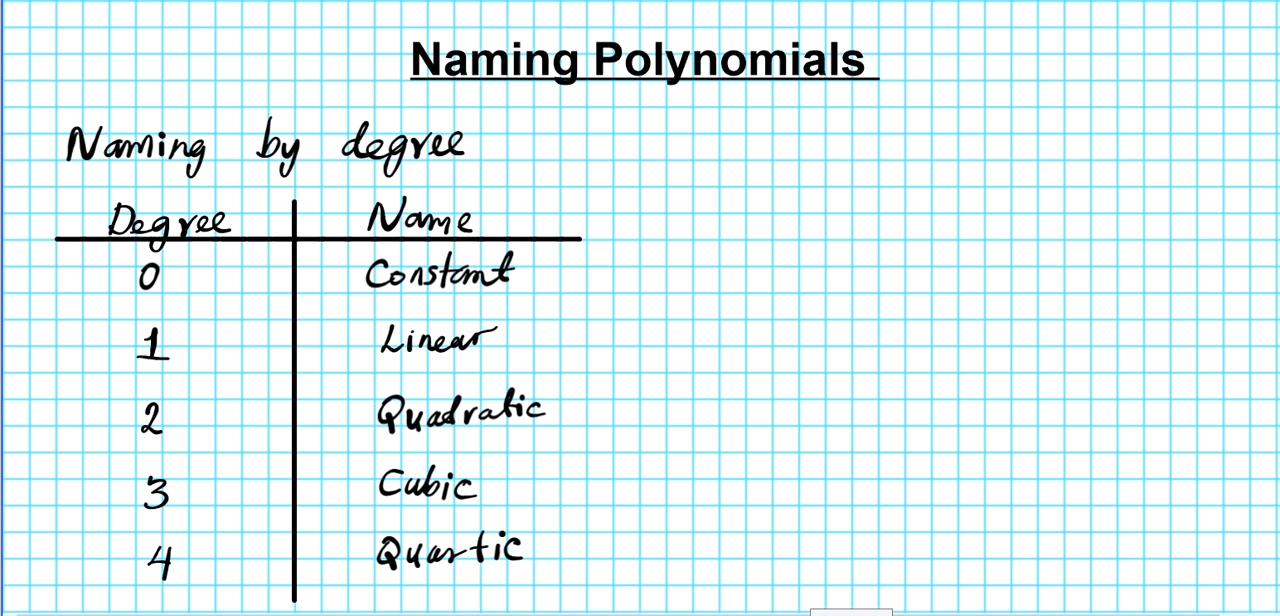 Naming Polynomials
Naming by degree
Degree Name
0 Constant
1 Linear
2 Quadratic
3 Cubic
4 Quartic